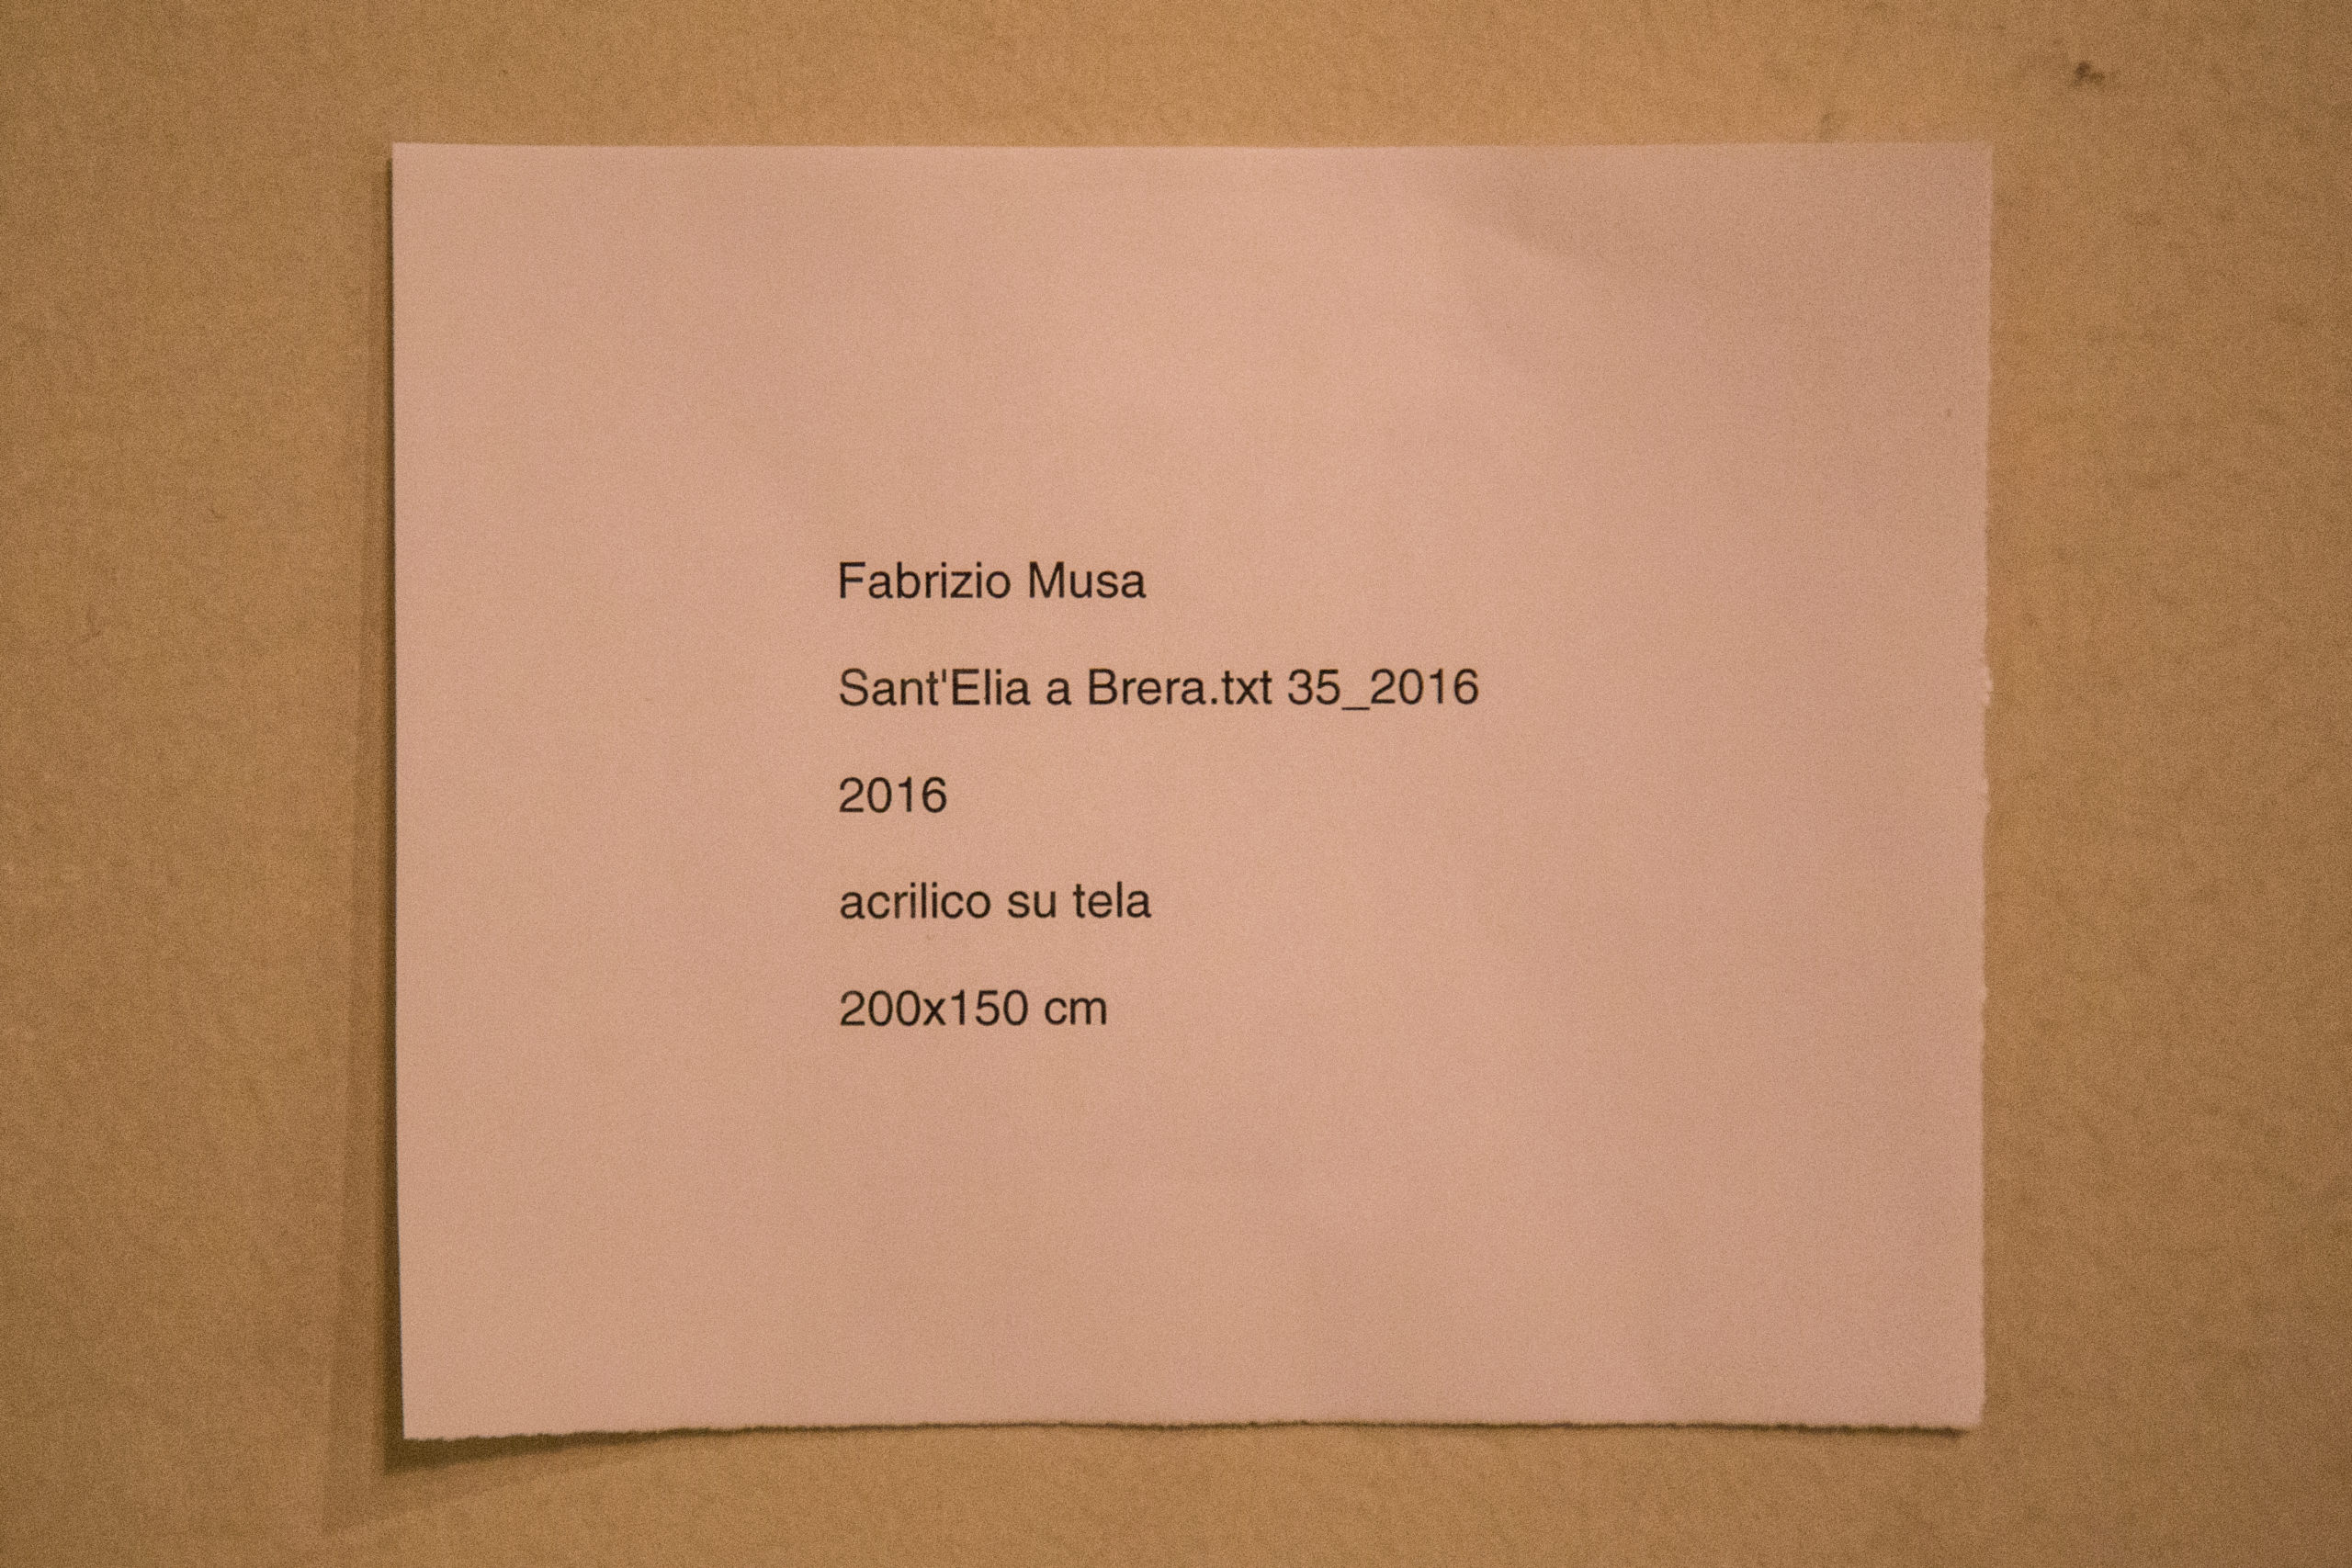 Fabrizio Musa
Sant'Elia a Brera.txt 35_2016
2016
acrilico su tela
200x150 cm